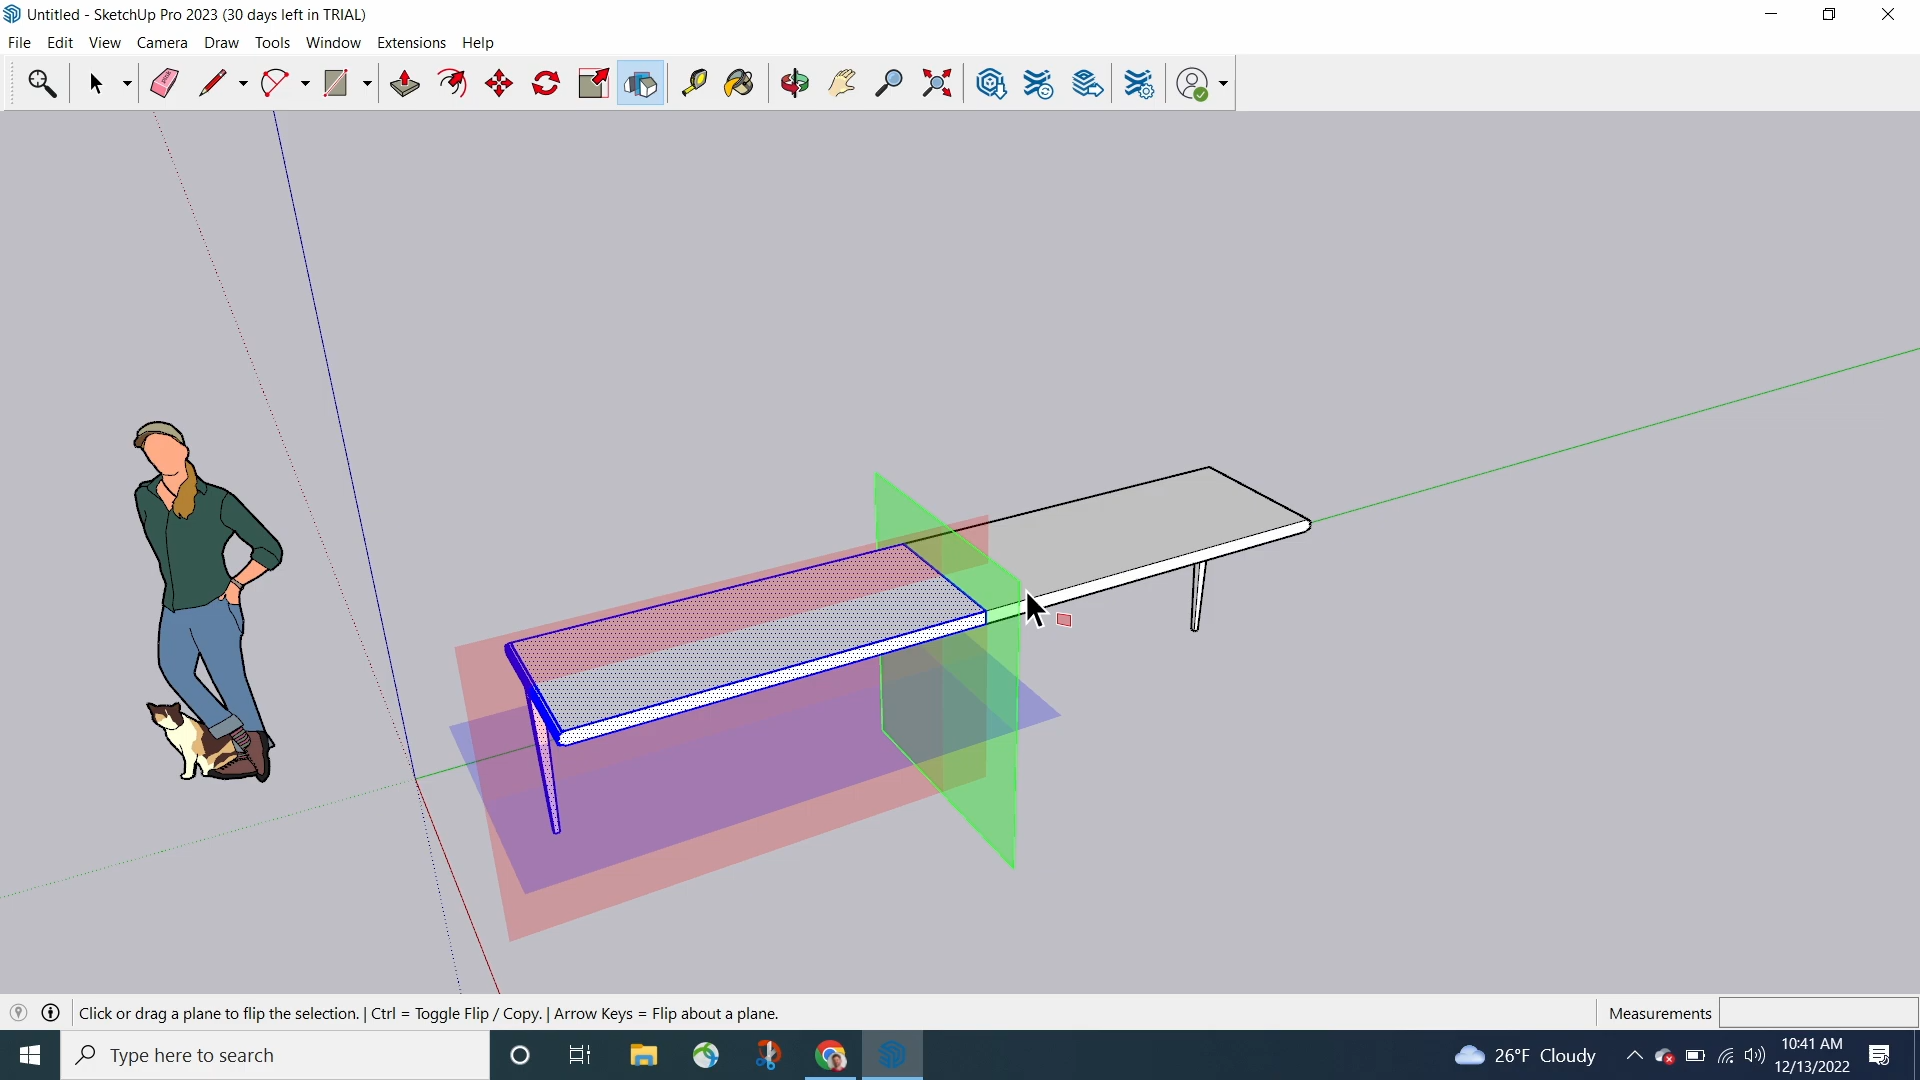 Untitled - SketchUp Pro 2023 (30 days left in TRIAL)
File Edit View Camera Draw Tools Window Extensions Help
Click or drag a plane to flip the selection. | Ctrl = Toggle Flip / Copy. | Arrow Keys = Flip about a plane.
Measurements
Type here to search
26°F Cloudy
10:41 AM
12/13/2022